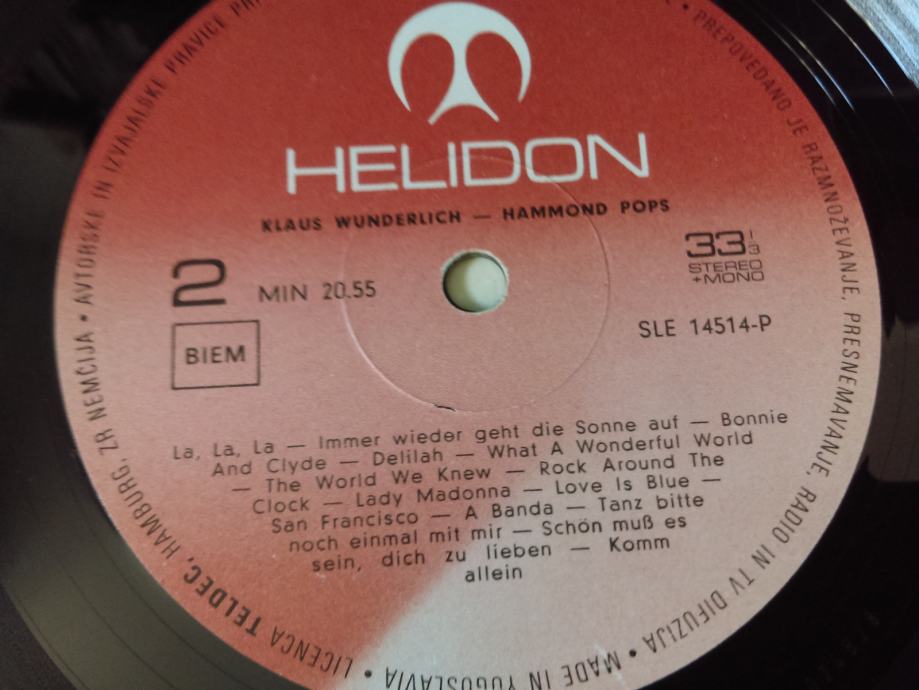 HELIDON
KLAUS WUNDERLICH — HAMMOND POPS
2
MIN 20.55
33 1/3
STEREO
+MONO
BIEM
SLE 14514-P
La, La, La — Immer wieder geht die Sonne auf — Bonnie
And Clyde — Delilah — What A Wonderful World
— The World We Knew — Rock Around The
Clock — Lady Madonna — Love Is Blue —
San Francisco — A Banda — Tanz bitte
noch einmal mit mir — Schön muß es
sein, dich zu lieben — Komm
allein
• PREPOVEDANO JE RAZMNOŽEVANJE, PRESNEMAVANJE, RADIO IN TV DIFUZIJA • MADE IN YUGOSLAVIA • LICENCA TELDEC, HAMBURG, ZR NEMČIJA • AVTORSKE IN IZVAJALSKE PRAVICE